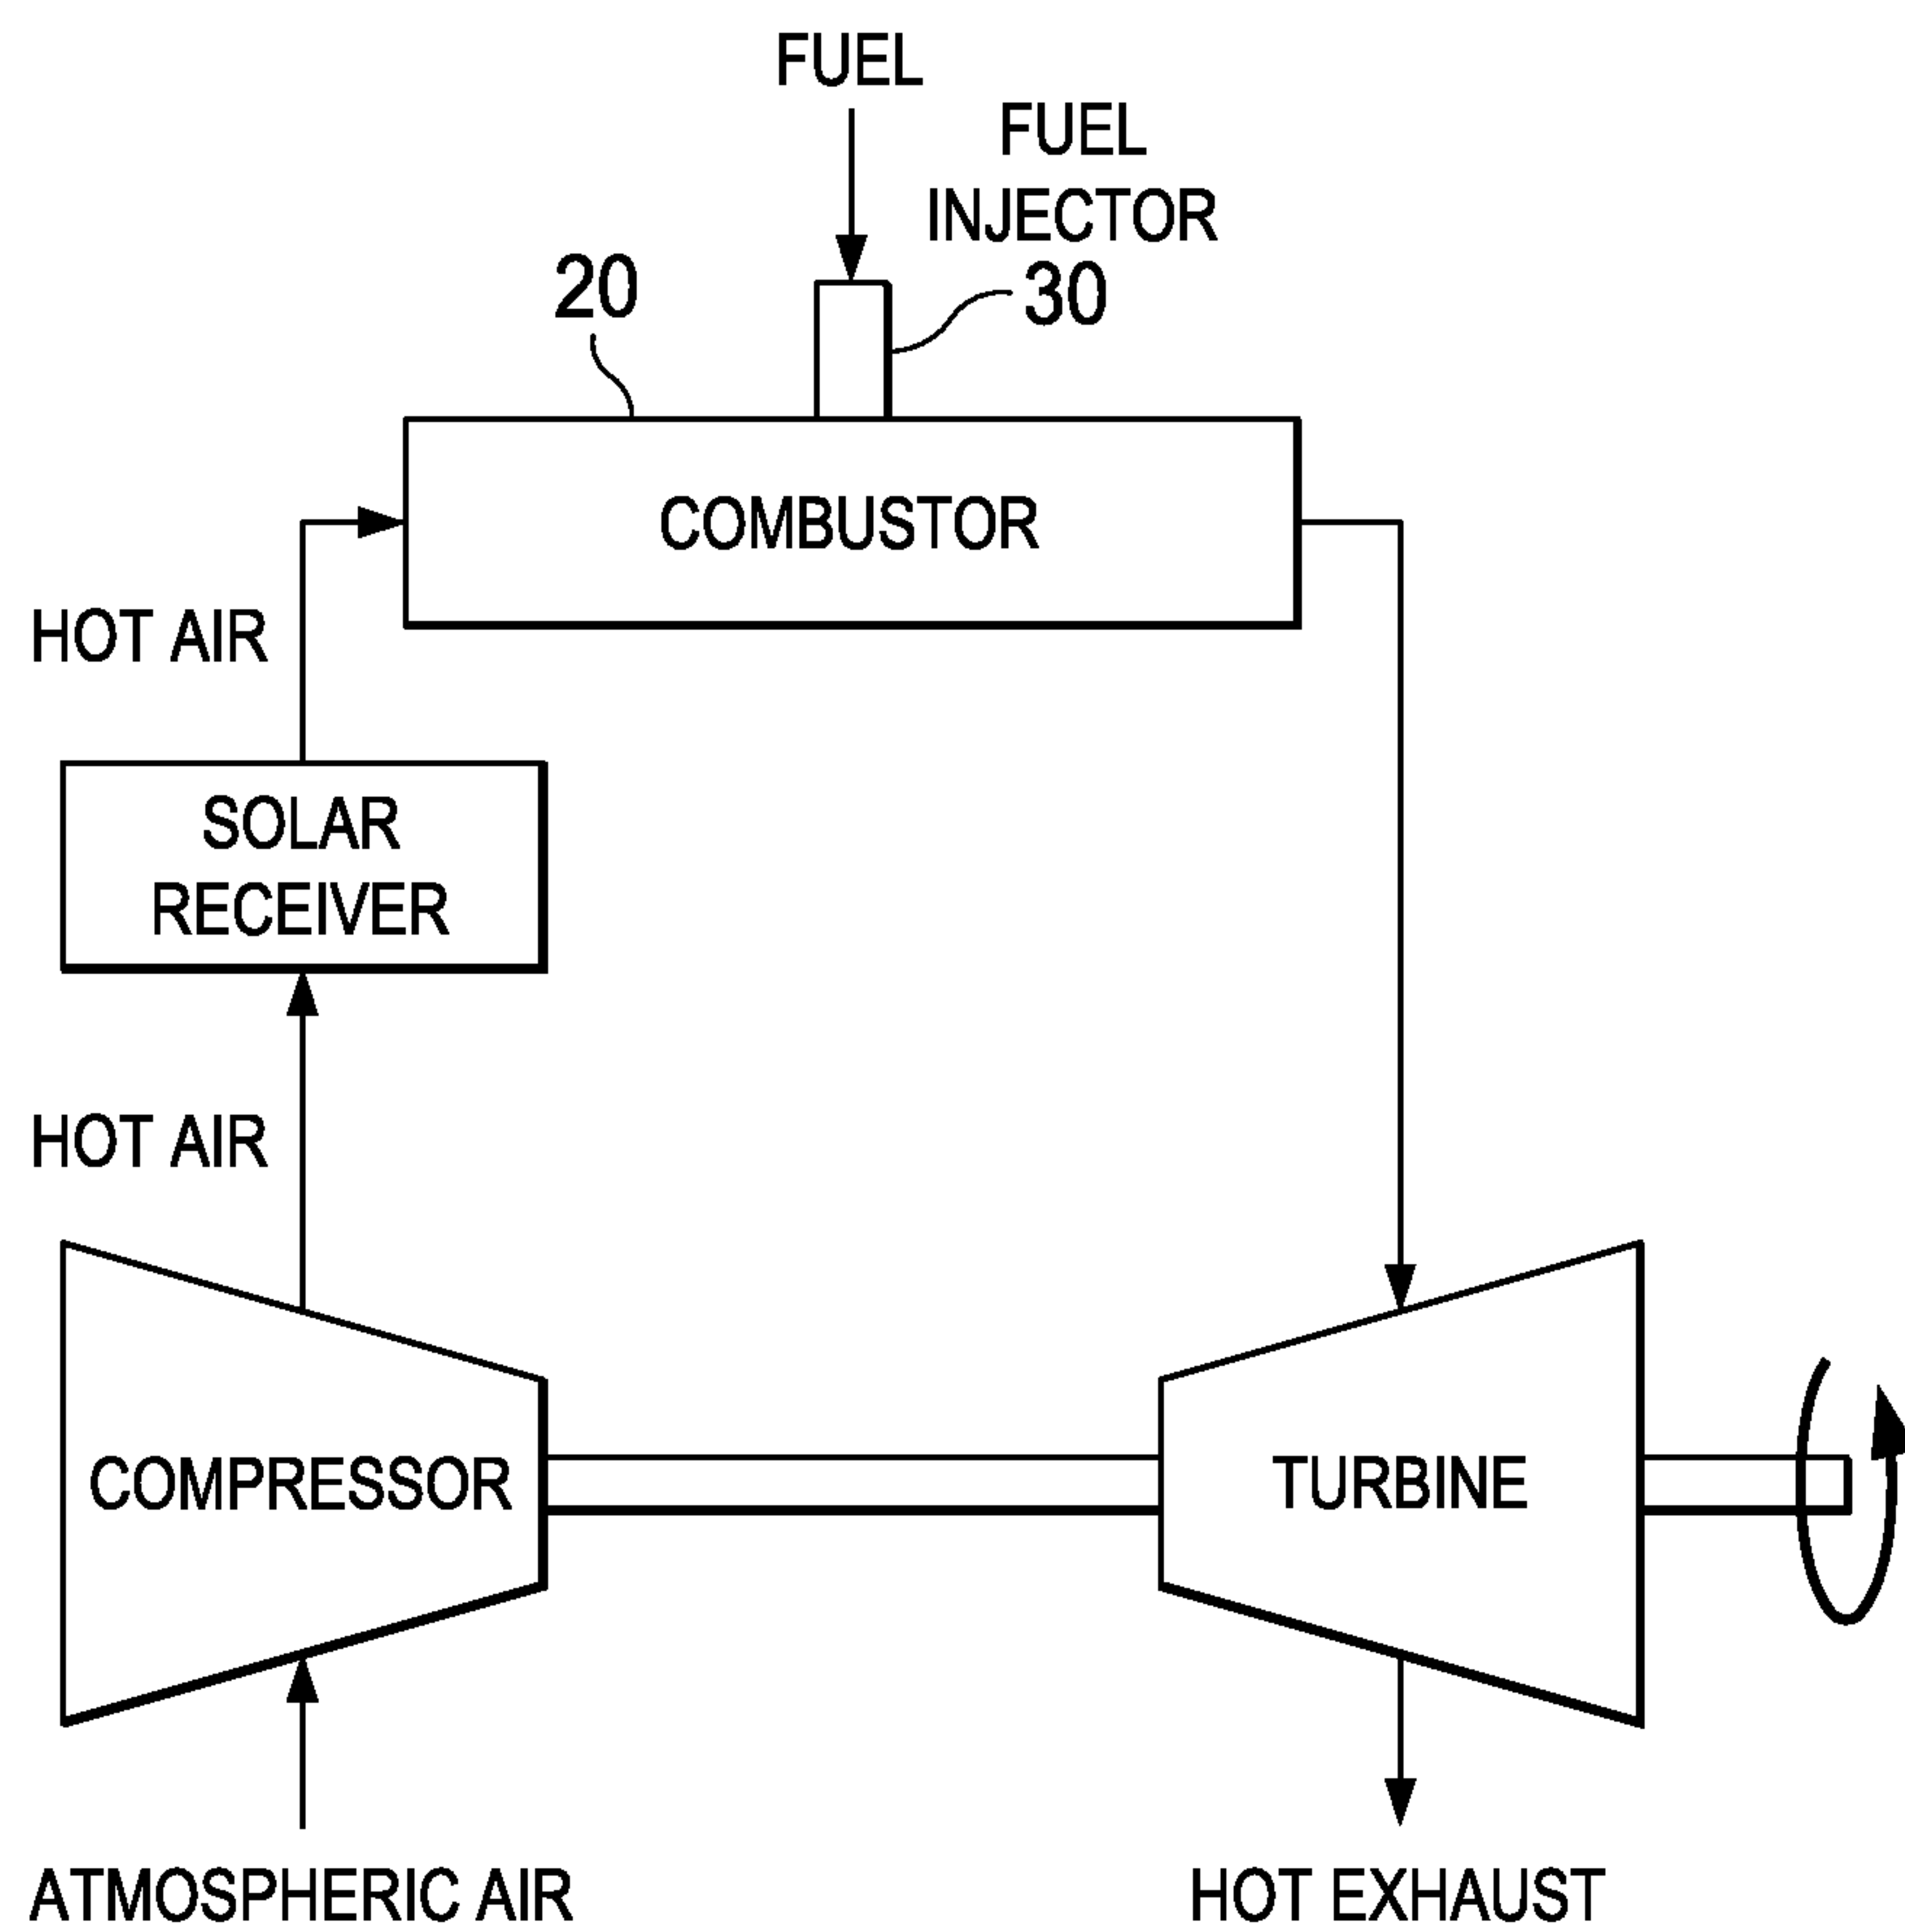 FUEL
FUEL
INJECTOR
20
30
COMBUSTOR
HOT AIR
SOLAR
RECEIVER
HOT AIR
COMPRESSOR
TURBINE
ATMOSPHERIC AIR
HOT EXHAUST